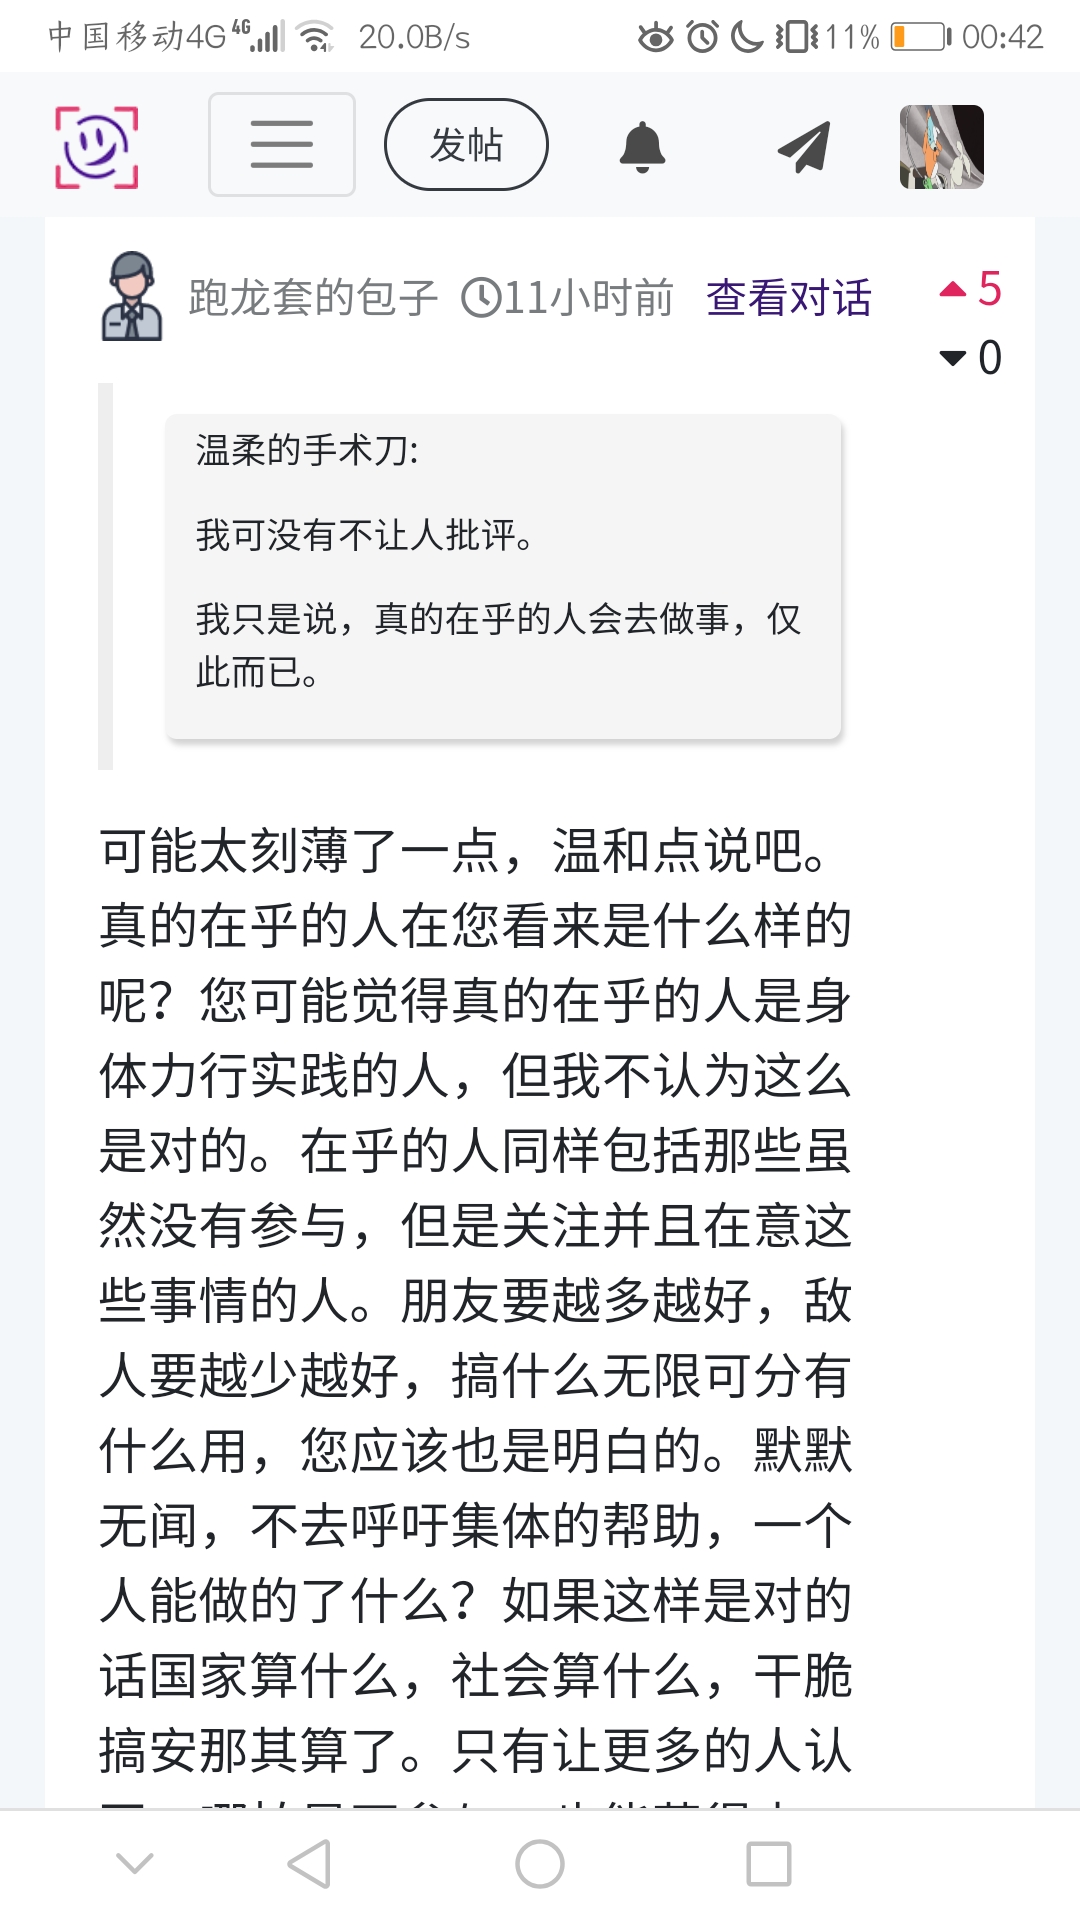 中国移动4G 4G 20.0B/s 11% 00:42
发帖
跑龙套的包子 11小时前 查看对话 5
0
温柔的手术刀:
我可没有不让人批评。
我只是说，真的在乎的人会去做事，仅
此而已。
可能太刻薄了一点，温和点说吧。
真的在乎的人在您看来是什么样的
呢？您可能觉得真的在乎的人是身
体力行实践的人，但我不认为这么
是对的。在乎的人同样包括那些虽
然没有参与，但是关注并且在意这
些事情的人。朋友要越多越好，敌
人要越少越好，搞什么无限可分有
什么用，您应该也是明白的。默默
无闻，不去呼吁集体的帮助，一个
人能做的了什么？如果这样是对的
话国家算什么，社会算什么，干脆
搞安那其算了。只有让更多的人认